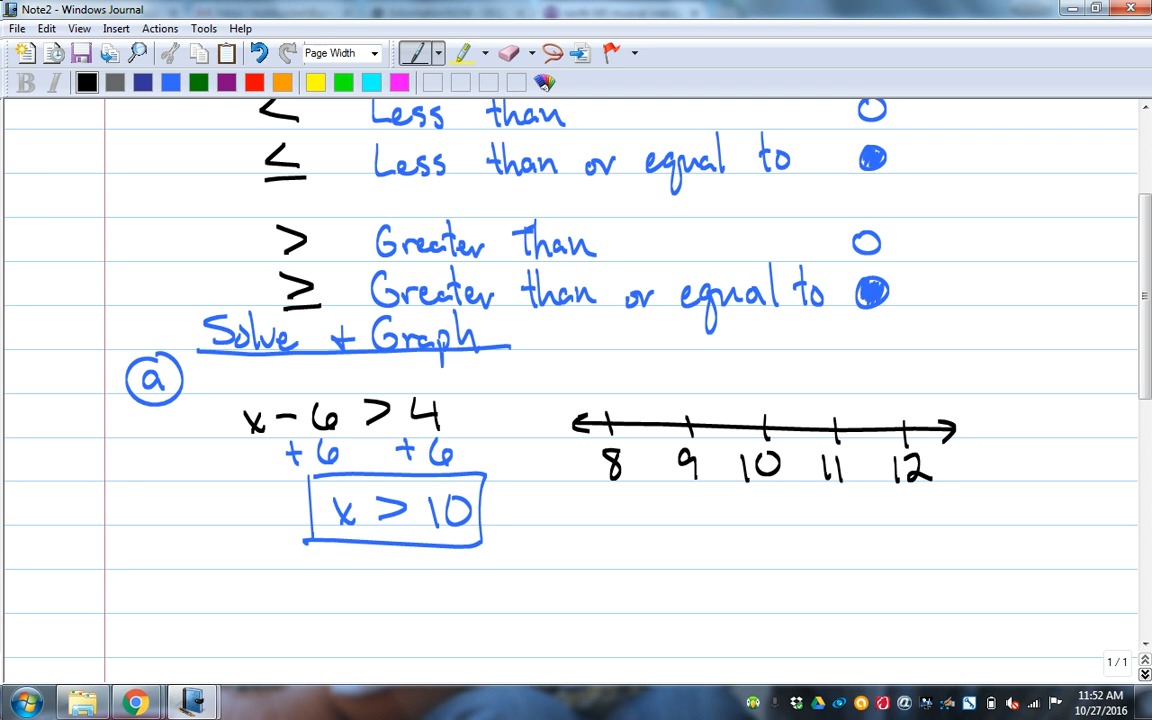 Note2 - Windows Journal
File Edit View Insert Actions Tools Help
Page Width
B I
< Less than
≤ Less than or equal to
> Greater than
≥ Greater than or equal to
Solve + Graph
a
x - 6 > 4
+6 +6
x > 10
8 9 10 11 12
1 / 1
11:52 AM
10/27/2016